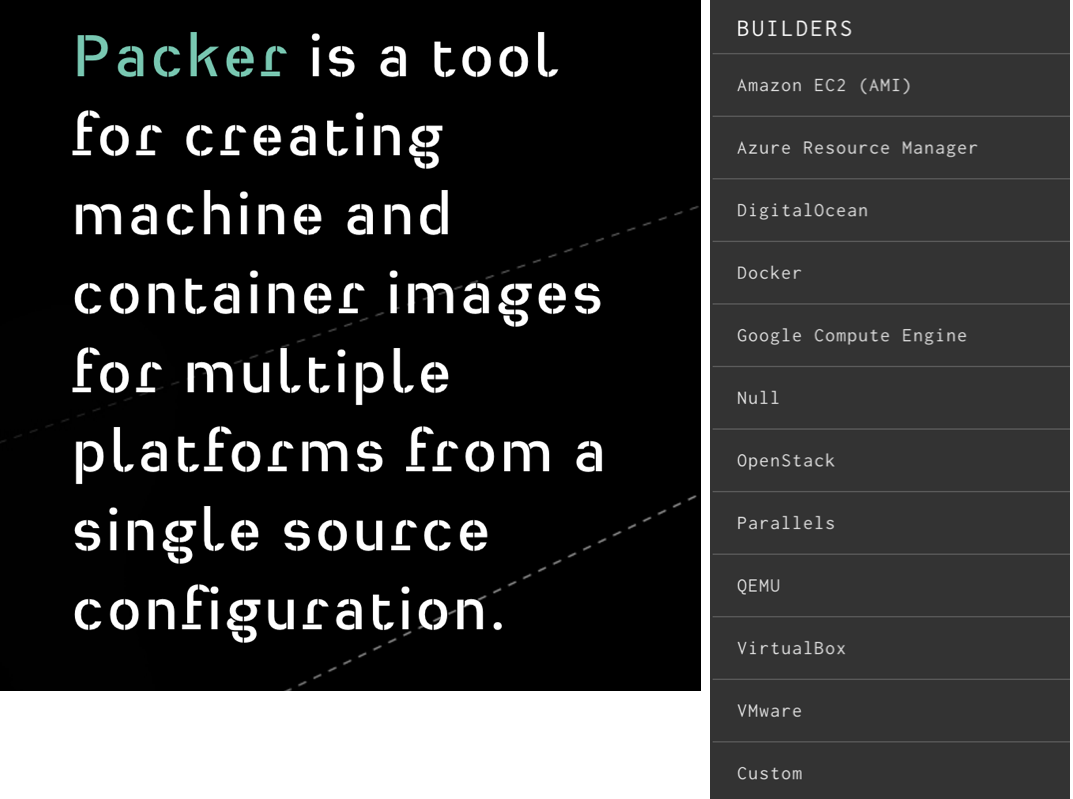 Packer is a tool
for creating
machine and
container images
for multiple
platforms from a
single source
configuration.
BUILDERS
Amazon EC2 (AMI)
Azure Resource Manager
DigitalOcean
Docker
Google Compute Engine
Null
OpenStack
Parallels
QEMU
VirtualBox
VMware
Custom